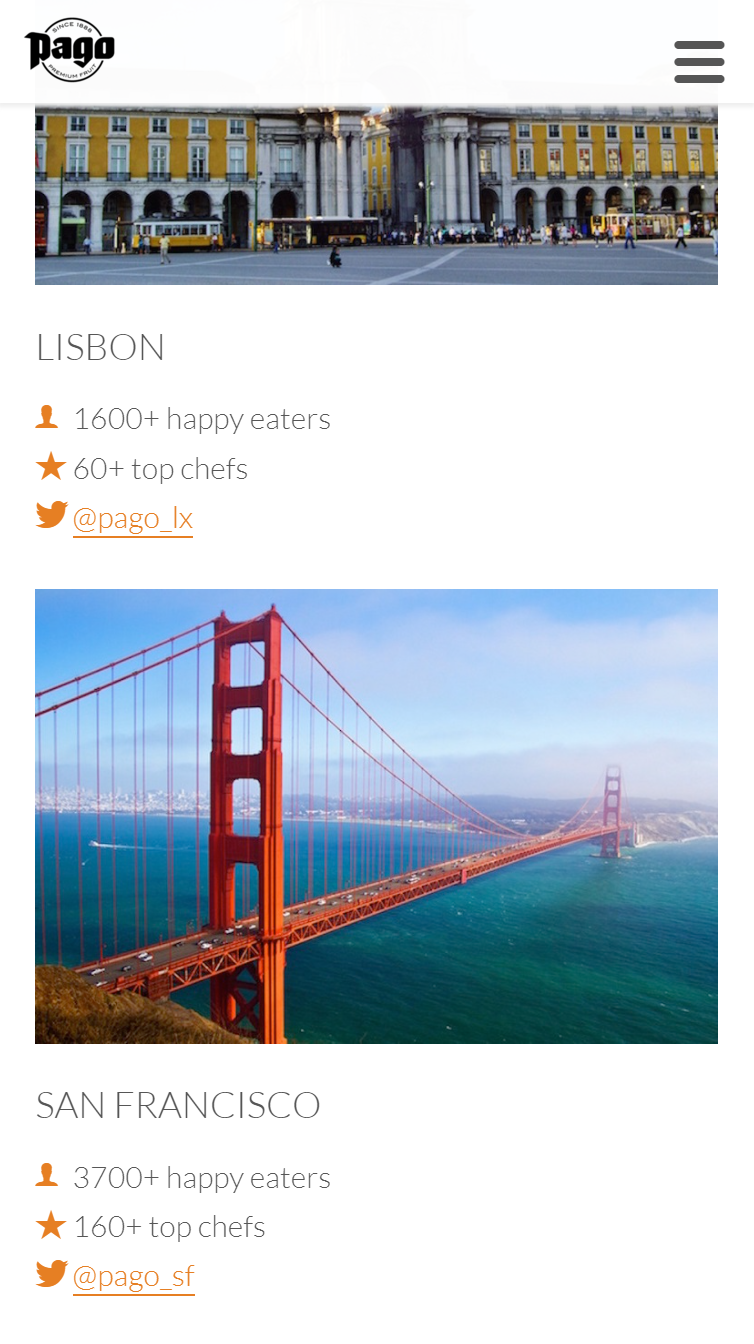 SINCE 1888
pago
PREMIUM FRUIT
LISBON
1600+ happy eaters
60+ top chefs
@pago_lx
SAN FRANCISCO
3700+ happy eaters
160+ top chefs
@pago_sf